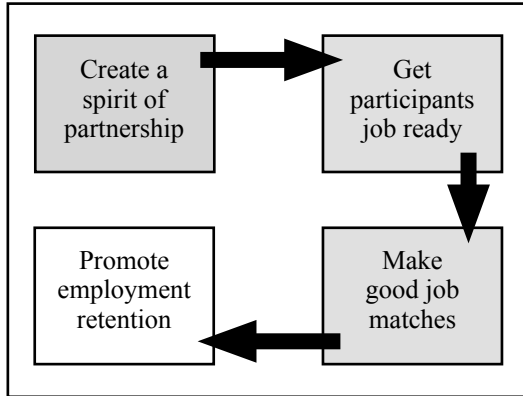 Create a
spirit of
partnership
Get
participants
job ready
Make
good job
matches
Promote
employment
retention